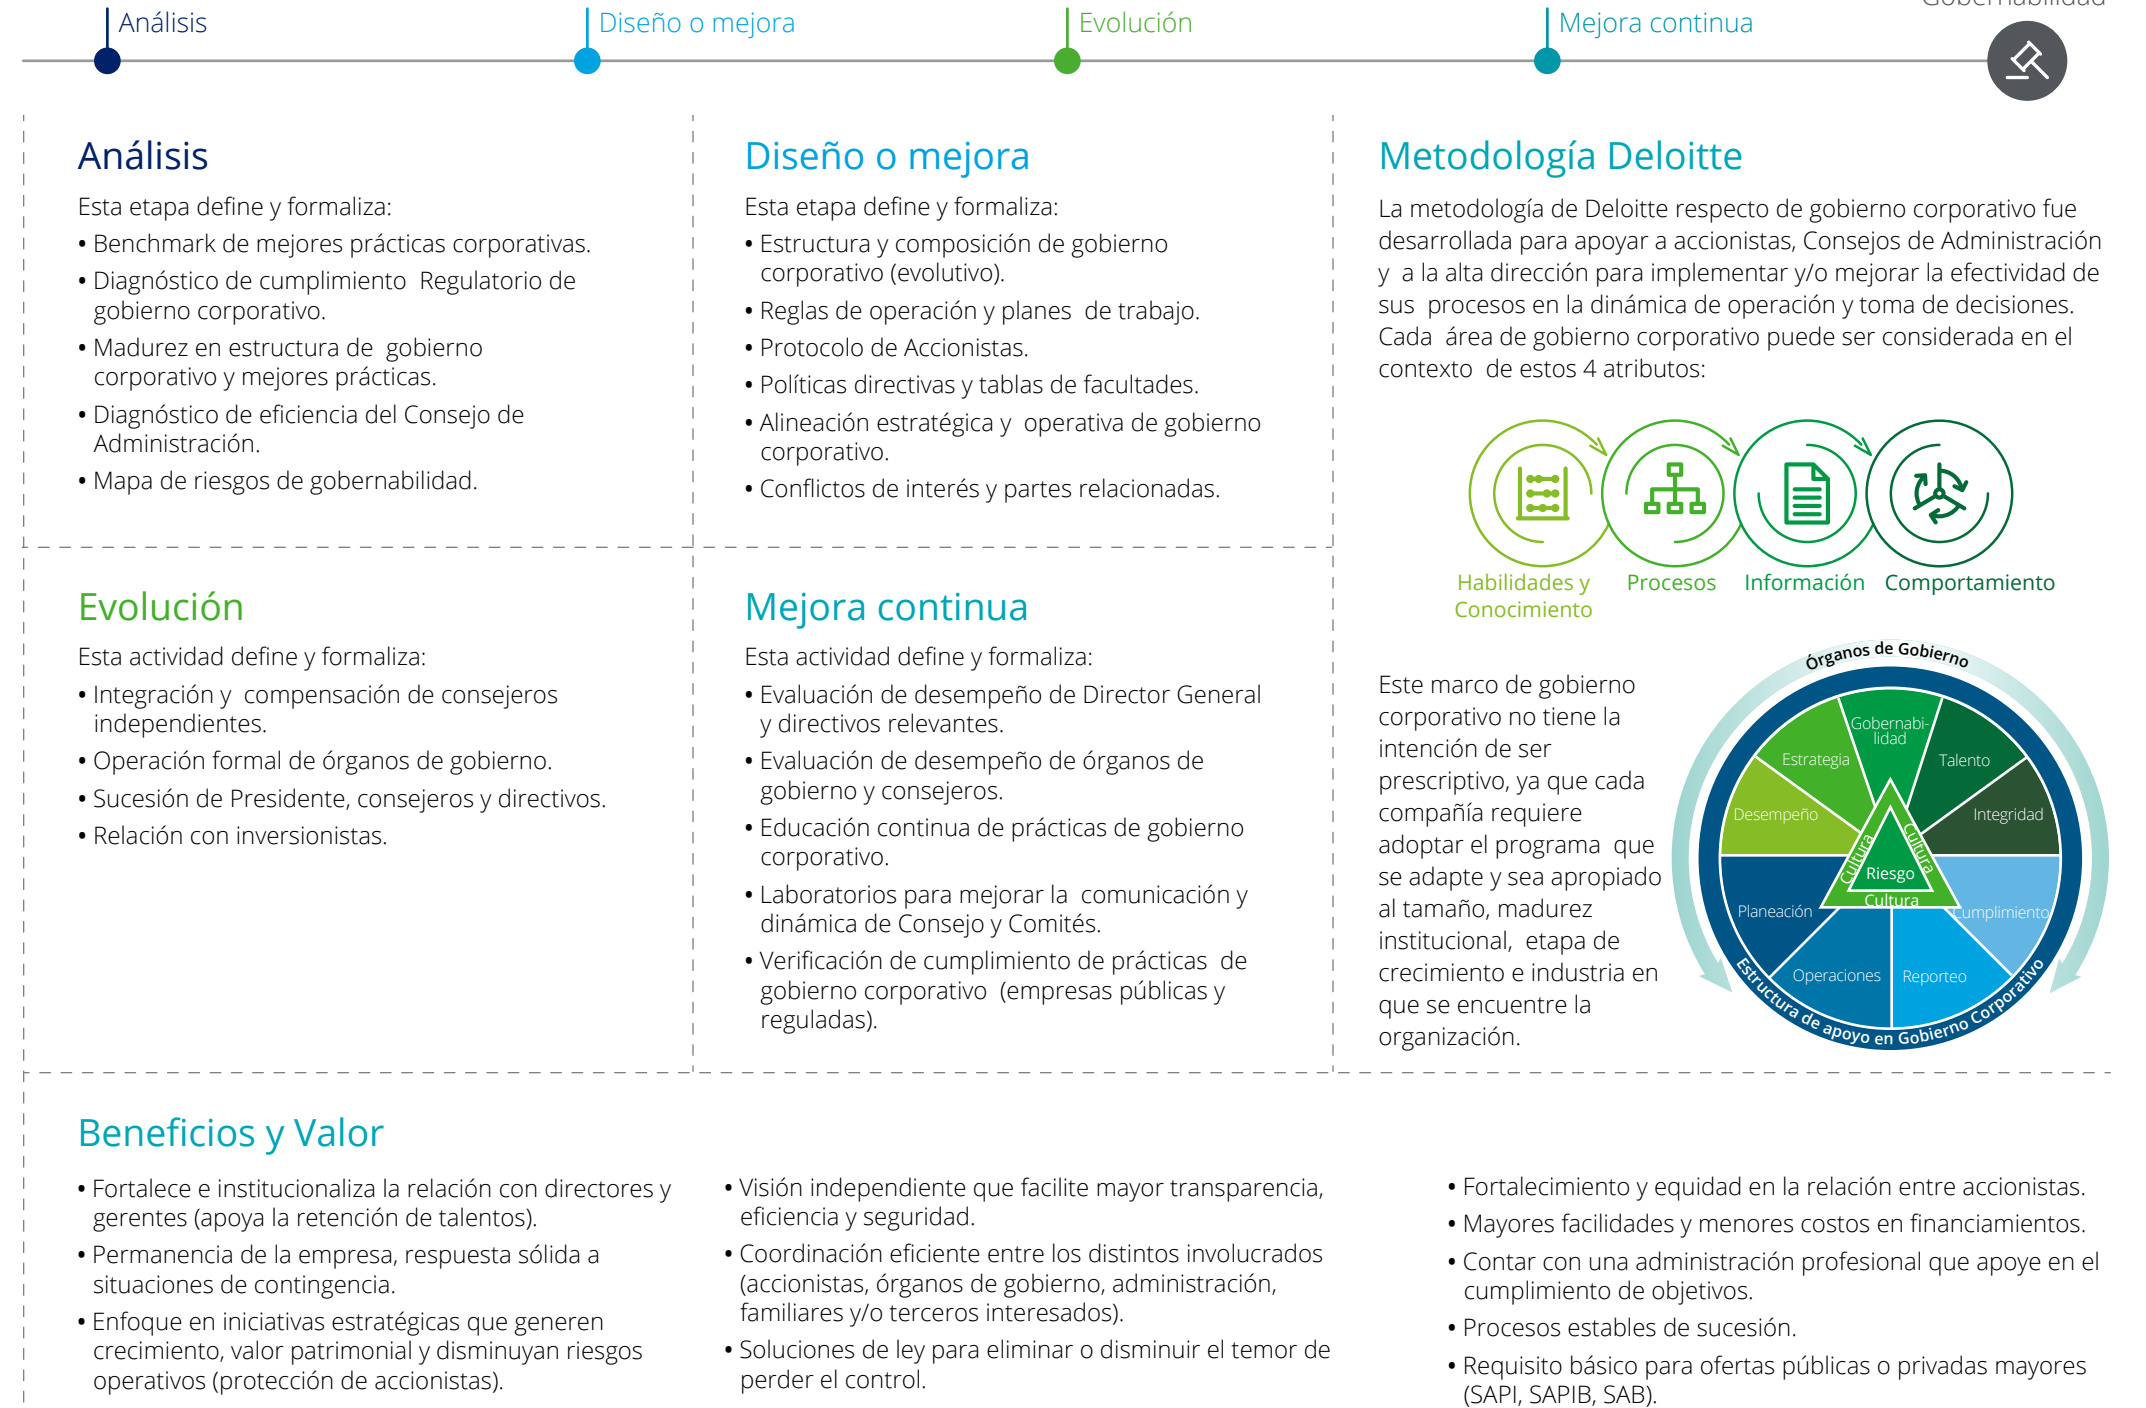 Análisis
Diseño o mejora
Evolución
Mejora continua
Gobernabilidad
Análisis
Esta etapa define y formaliza:
• Benchmark de mejores prácticas corporativas.
• Diagnóstico de cumplimiento Regulatorio de
gobierno corporativo.
• Madurez en estructura de gobierno
corporativo y mejores prácticas.
• Diagnóstico de eficiencia del Consejo de
Administración.
• Mapa de riesgos de gobernabilidad.
Diseño o mejora
Esta etapa define y formaliza:
• Estructura y composición de gobierno
corporativo (evolutivo).
• Reglas de operación y planes de trabajo.
• Protocolo de Accionistas.
• Políticas directivas y tablas de facultades.
• Alineación estratégica y operativa de gobierno
corporativo.
• Conflictos de interés y partes relacionadas.
Metodología Deloitte
La metodología de Deloitte respecto de gobierno corporativo fue
desarrollada para apoyar a accionistas, Consejos de Administración
y a la alta dirección para implementar y/o mejorar la efectividad de
sus procesos en la dinámica de operación y toma de decisiones.
Cada área de gobierno corporativo puede ser considerada en el
contexto de estos 4 atributos:
Habilidades y
Conocimiento
Procesos
Información
Comportamiento
Evolución
Esta actividad define y formaliza:
• Integración y compensación de consejeros
independientes.
• Operación formal de órganos de gobierno.
• Sucesión de Presidente, consejeros y directivos.
• Relación con inversionistas.
Mejora continua
Esta actividad define y formaliza:
• Evaluación de desempeño de Director General
y directivos relevantes.
• Evaluación de desempeño de órganos de
gobierno y consejeros.
• Educación continua de prácticas de gobierno
corporativo.
• Laboratorios para mejorar la comunicación y
dinámica de Consejo y Comités.
• Verificación de cumplimiento de prácticas de
gobierno corporativo (empresas públicas y
reguladas).
Este marco de gobierno
corporativo no tiene la
intención de ser
prescriptivo, ya que cada
compañía requiere
adoptar el programa que
se adapte y sea apropiado
al tamaño, madurez
institucional, etapa de
crecimiento e industria en
que se encuentre la
organización.
Órganos de Gobierno
Gobernabi-
lidad
Estrategia
Talento
Desempeño
Integridad
Cultura
Cultura
Riesgo
Cultura
Planeación
Cumplimiento
Operaciones
Reporteo
Estructura de apoyo en Gobierno Corporativo
Beneficios y Valor
• Fortalece e institucionaliza la relación con directores y
gerentes (apoya la retención de talentos).
• Permanencia de la empresa, respuesta sólida a
situaciones de contingencia.
• Enfoque en iniciativas estratégicas que generen
crecimiento, valor patrimonial y disminuyan riesgos
operativos (protección de accionistas).
• Visión independiente que facilite mayor transparencia,
eficiencia y seguridad.
• Coordinación eficiente entre los distintos involucrados
(accionistas, órganos de gobierno, administración,
familiares y/o terceros interesados).
• Soluciones de ley para eliminar o disminuir el temor de
perder el control.
• Fortalecimiento y equidad en la relación entre accionistas.
• Mayores facilidades y menores costos en financiamientos.
• Contar con una administración profesional que apoye en el
cumplimiento de objetivos.
• Procesos estables de sucesión.
• Requisito básico para ofertas públicas o privadas mayores
(SAPI, SAPIB, SAB).